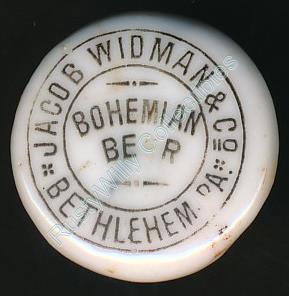 JACOB WIDMAN & Co
BOHEMIAN
BE R
BETHLEHEM. PA.